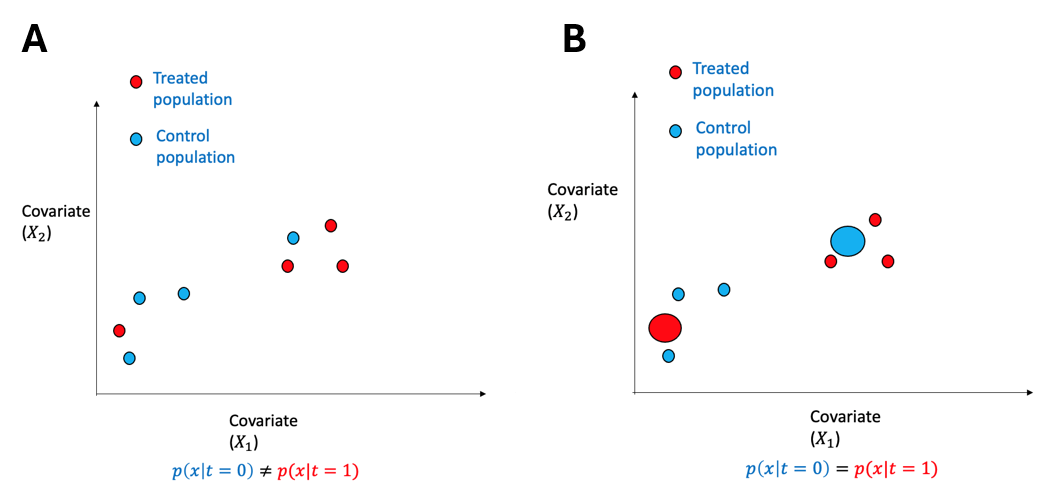 A
Treated
population
Control
population
Covariate
(X₂)
Covariate
(X₁)
p(x|t = 0) ≠ p(x|t = 1)
B
Treated
population
Control
population
Covariate
(X₂)
Covariate
(X₁)
p(x|t = 0) = p(x|t = 1)